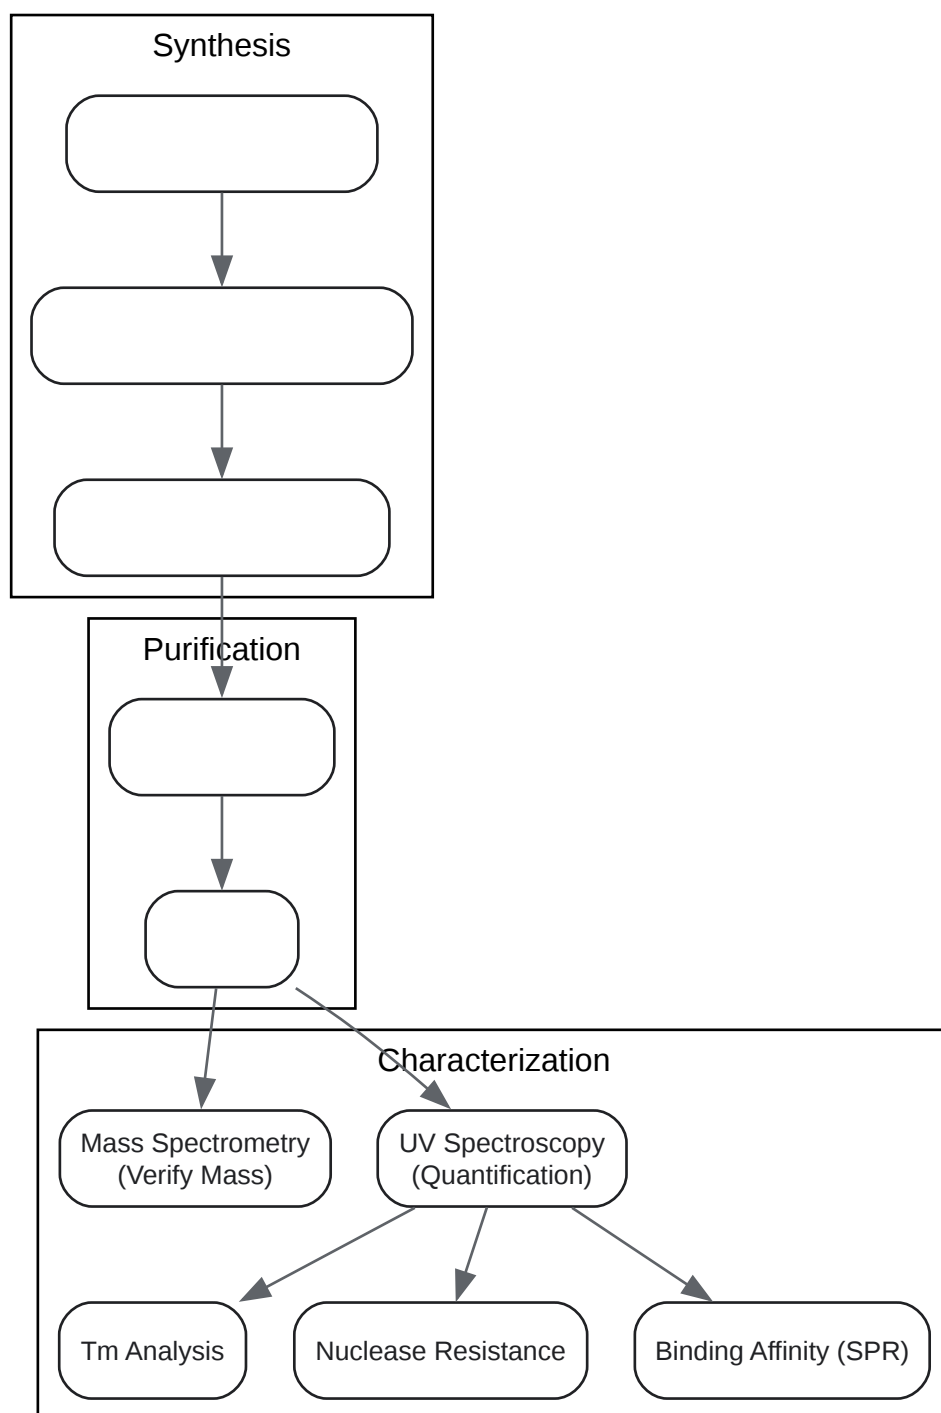 Synthesis
Purification
Characterization
Mass Spectrometry
(Verify Mass)
UV Spectroscopy
(Quantification)
Tm Analysis
Nuclease Resistance
Binding Affinity (SPR)